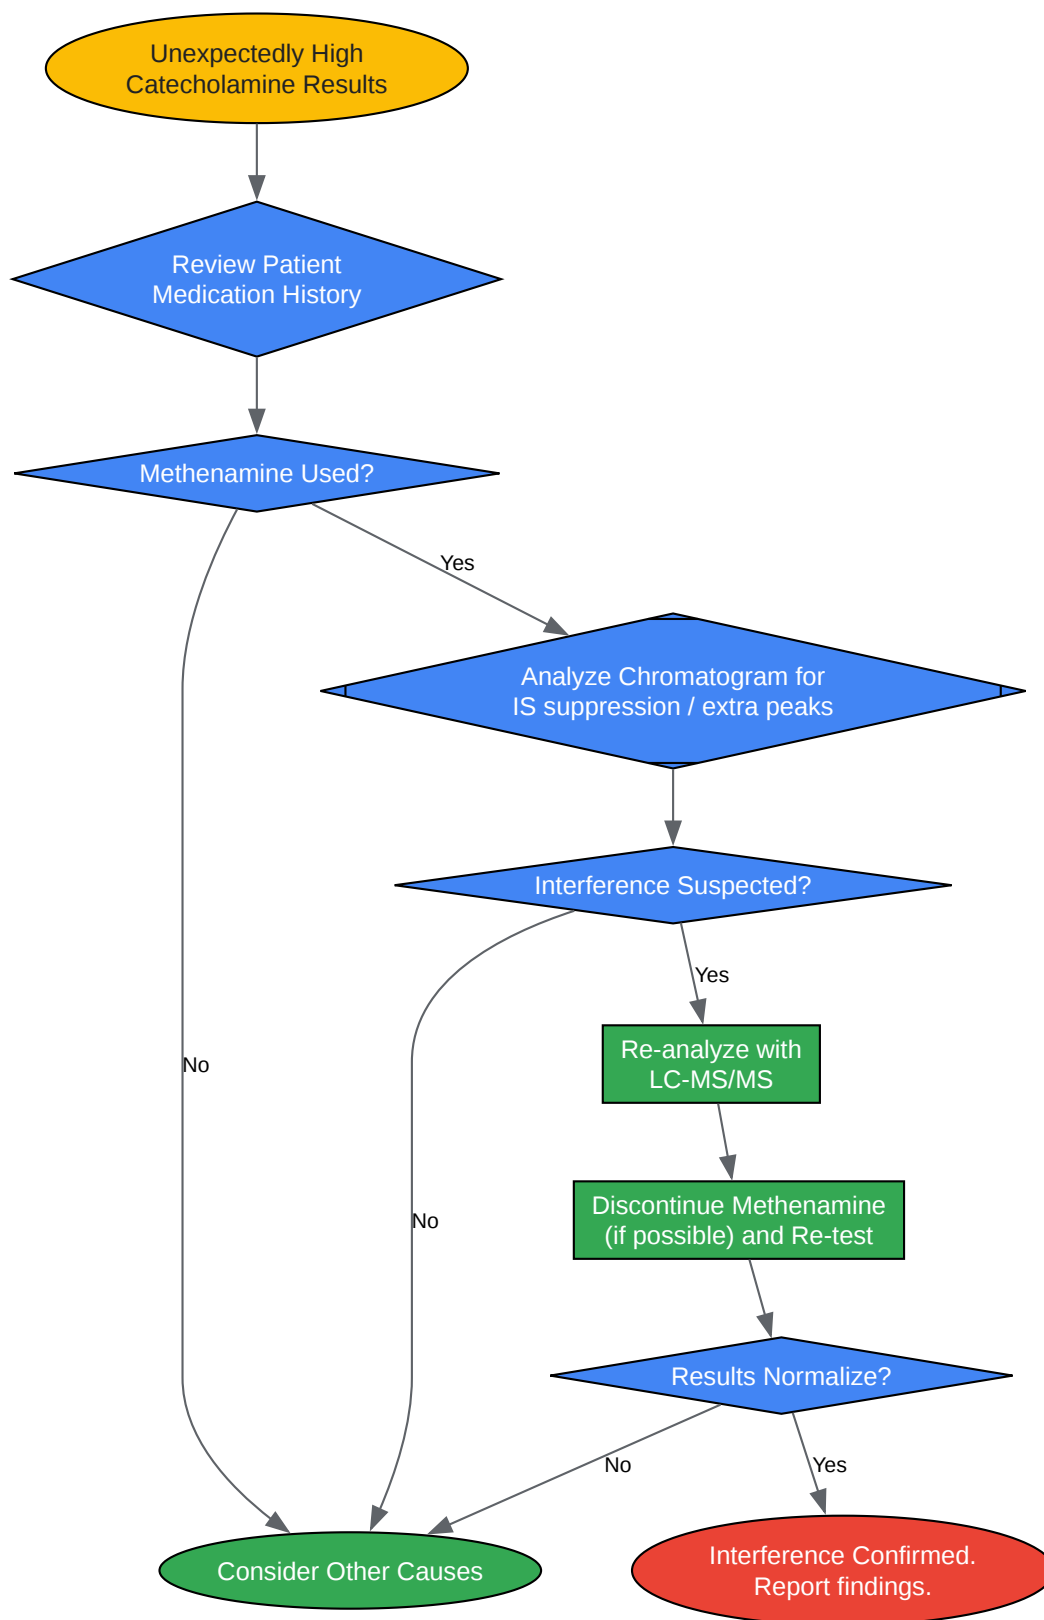 Unexpectedly High
Catecholamine Results
Review Patient
Medication History
Methenamine Used?
Yes
Analyze Chromatogram for
IS suppression / extra peaks
Interference Suspected?
Yes
Re-analyze with
LC-MS/MS
No
Discontinue Methenamine
(if possible) and Re-test
No
Results Normalize?
No
Yes
Consider Other Causes
Interference Confirmed.
Report findings.